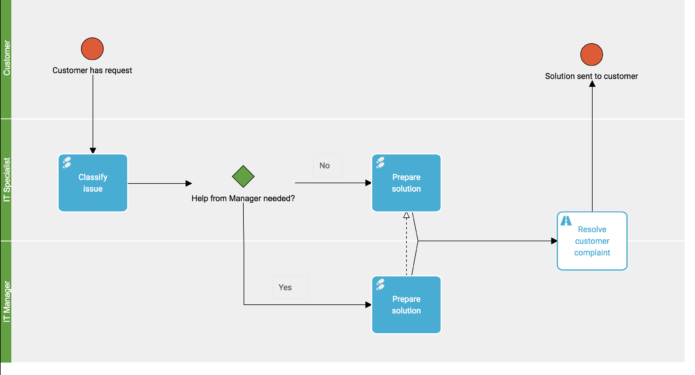 Customer
Customer has request
Solution sent to customer
IT Specialist
Classify
issue
Help from Manager needed?
No
Prepare
solution
Resolve
customer
complaint
IT Manager
Yes
Prepare
solution